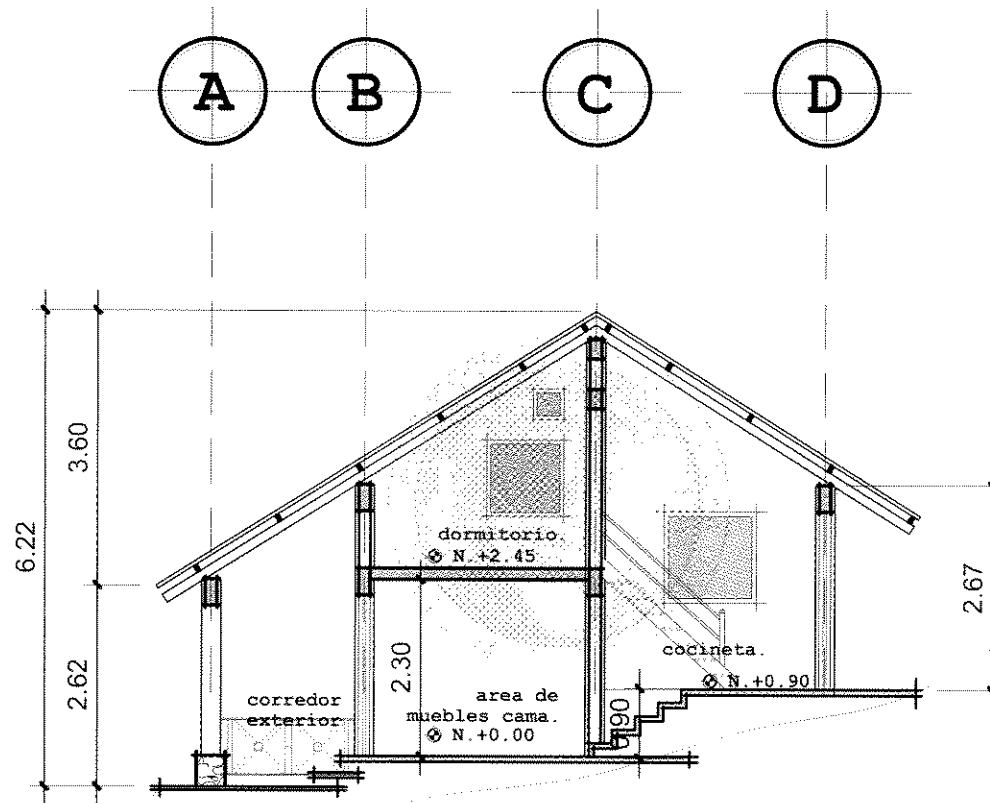 A B C D
3.60
6.22
dormitorio.
N.+2.45
2.67
2.30
cocineta.
N.+0.90
2.62
corredor
exterior
area de
muebles cama.
N.+0.00
0.90